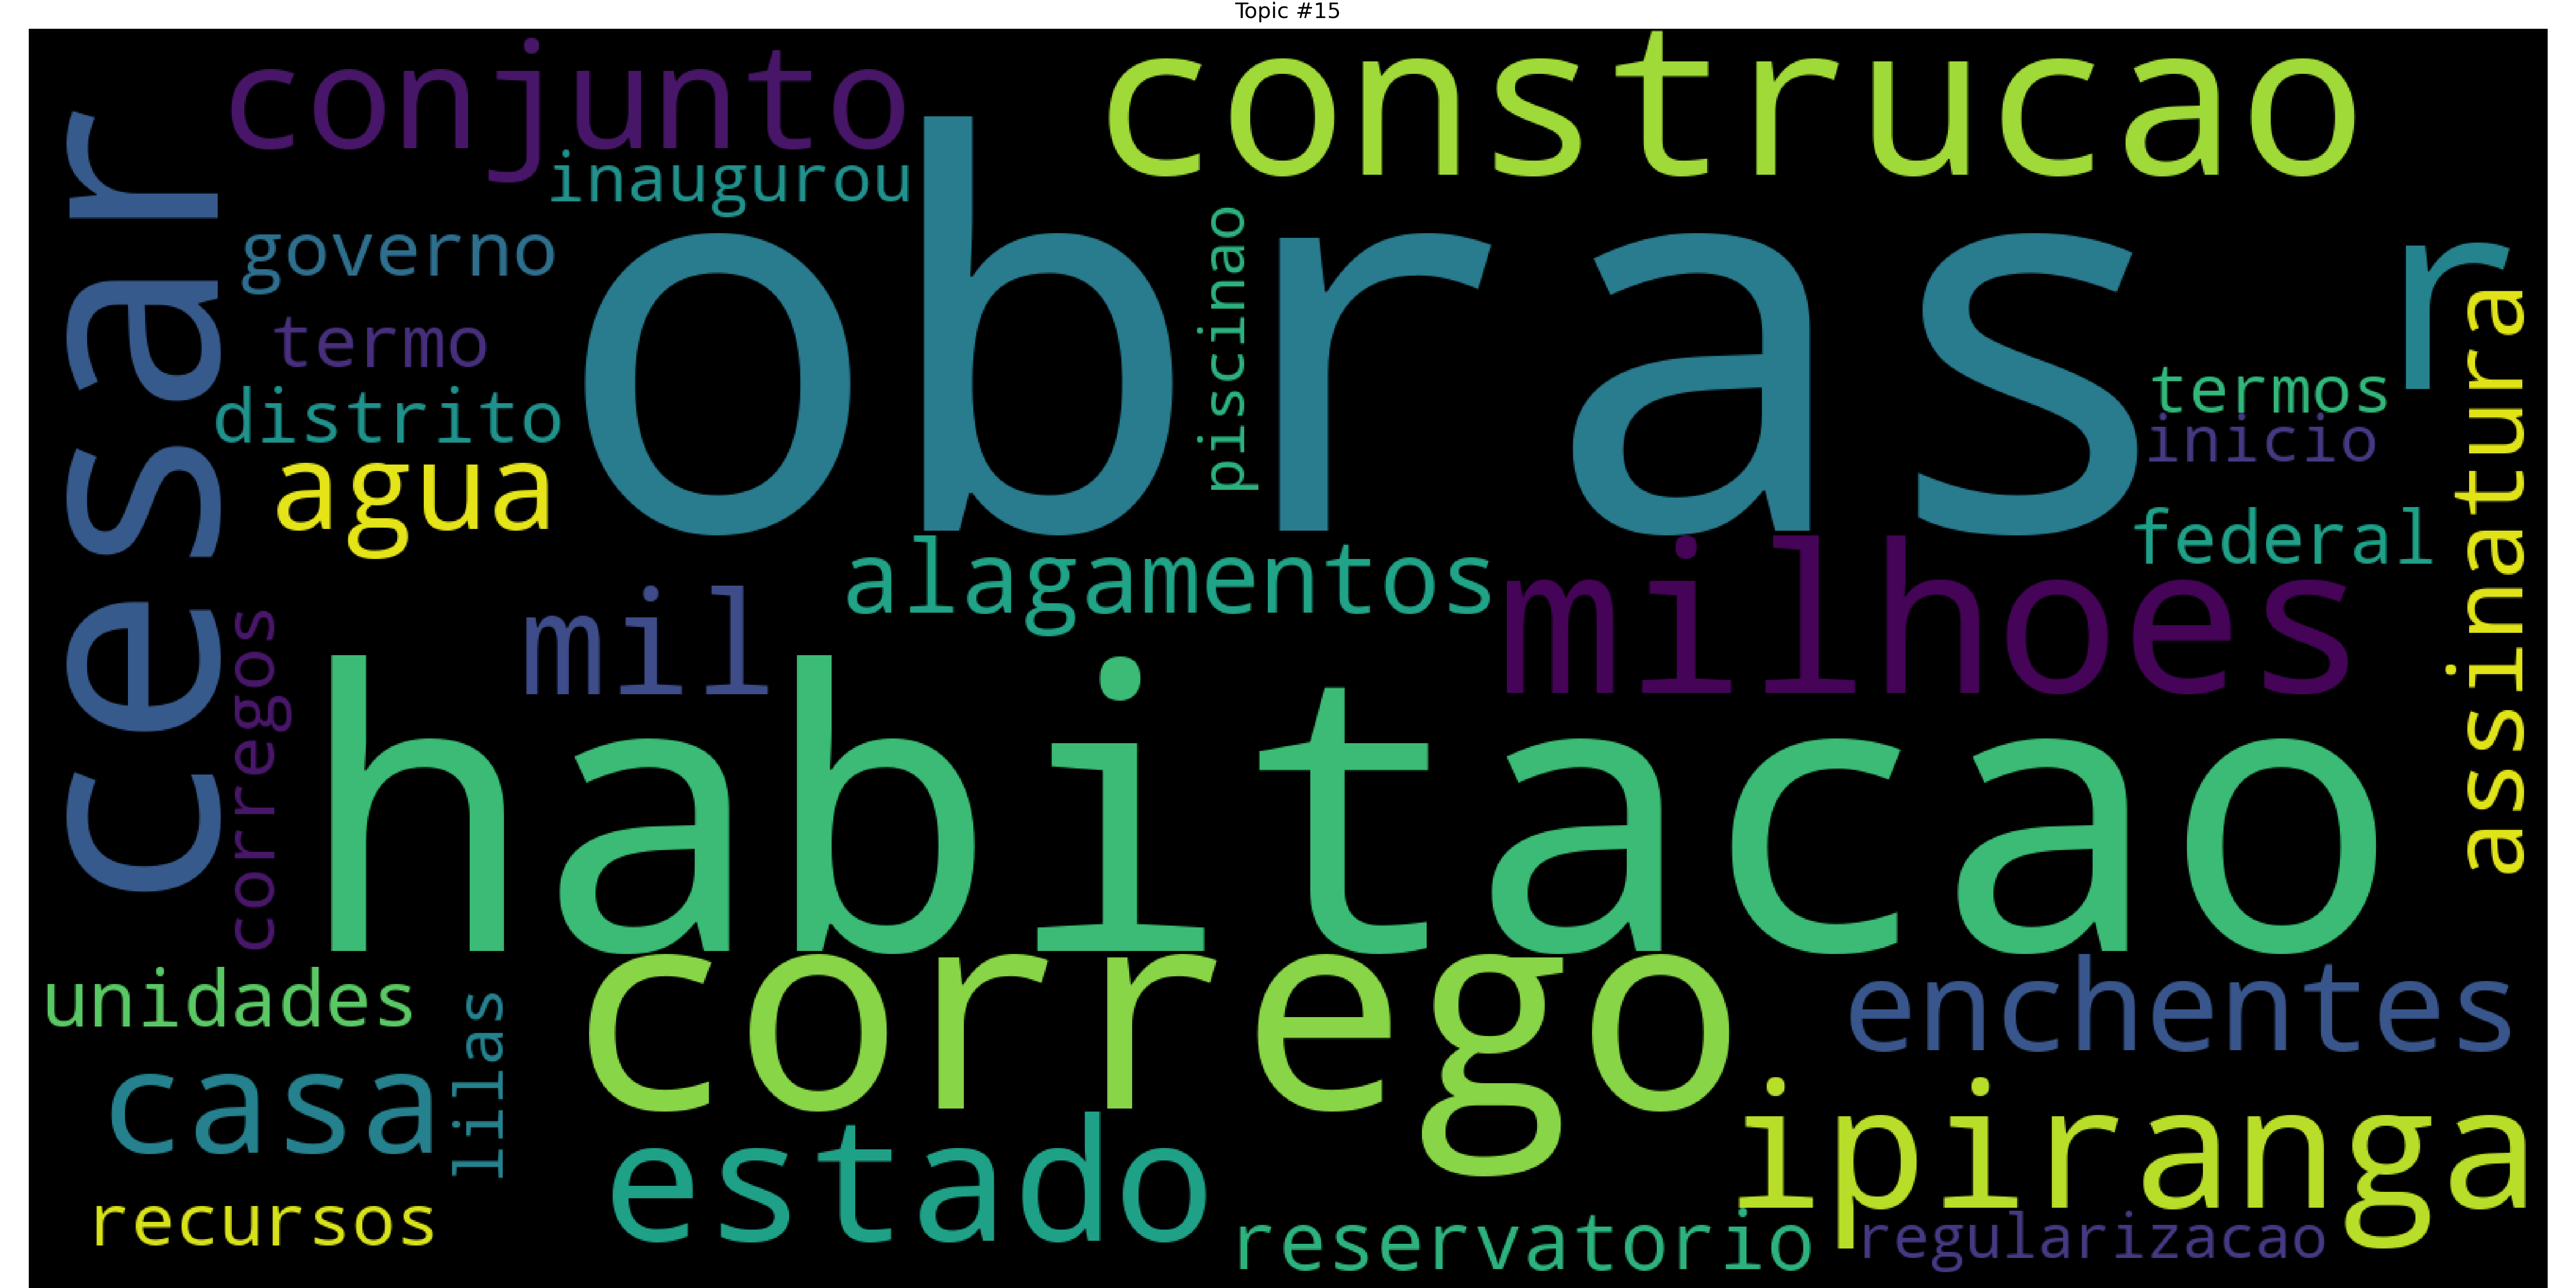 Topic #15
conjunto
construcao
cesar
inaugurou
obras
r
governo
piscinao
termo
assinatura
distrito
termos
inicio
agua
federal
alagamentos
milhoes
mil
corregos
habitacao
unidades
corrego
enchentes
lilas
casa
estado
ipiranga
recursos
reservatorio
regularizacao